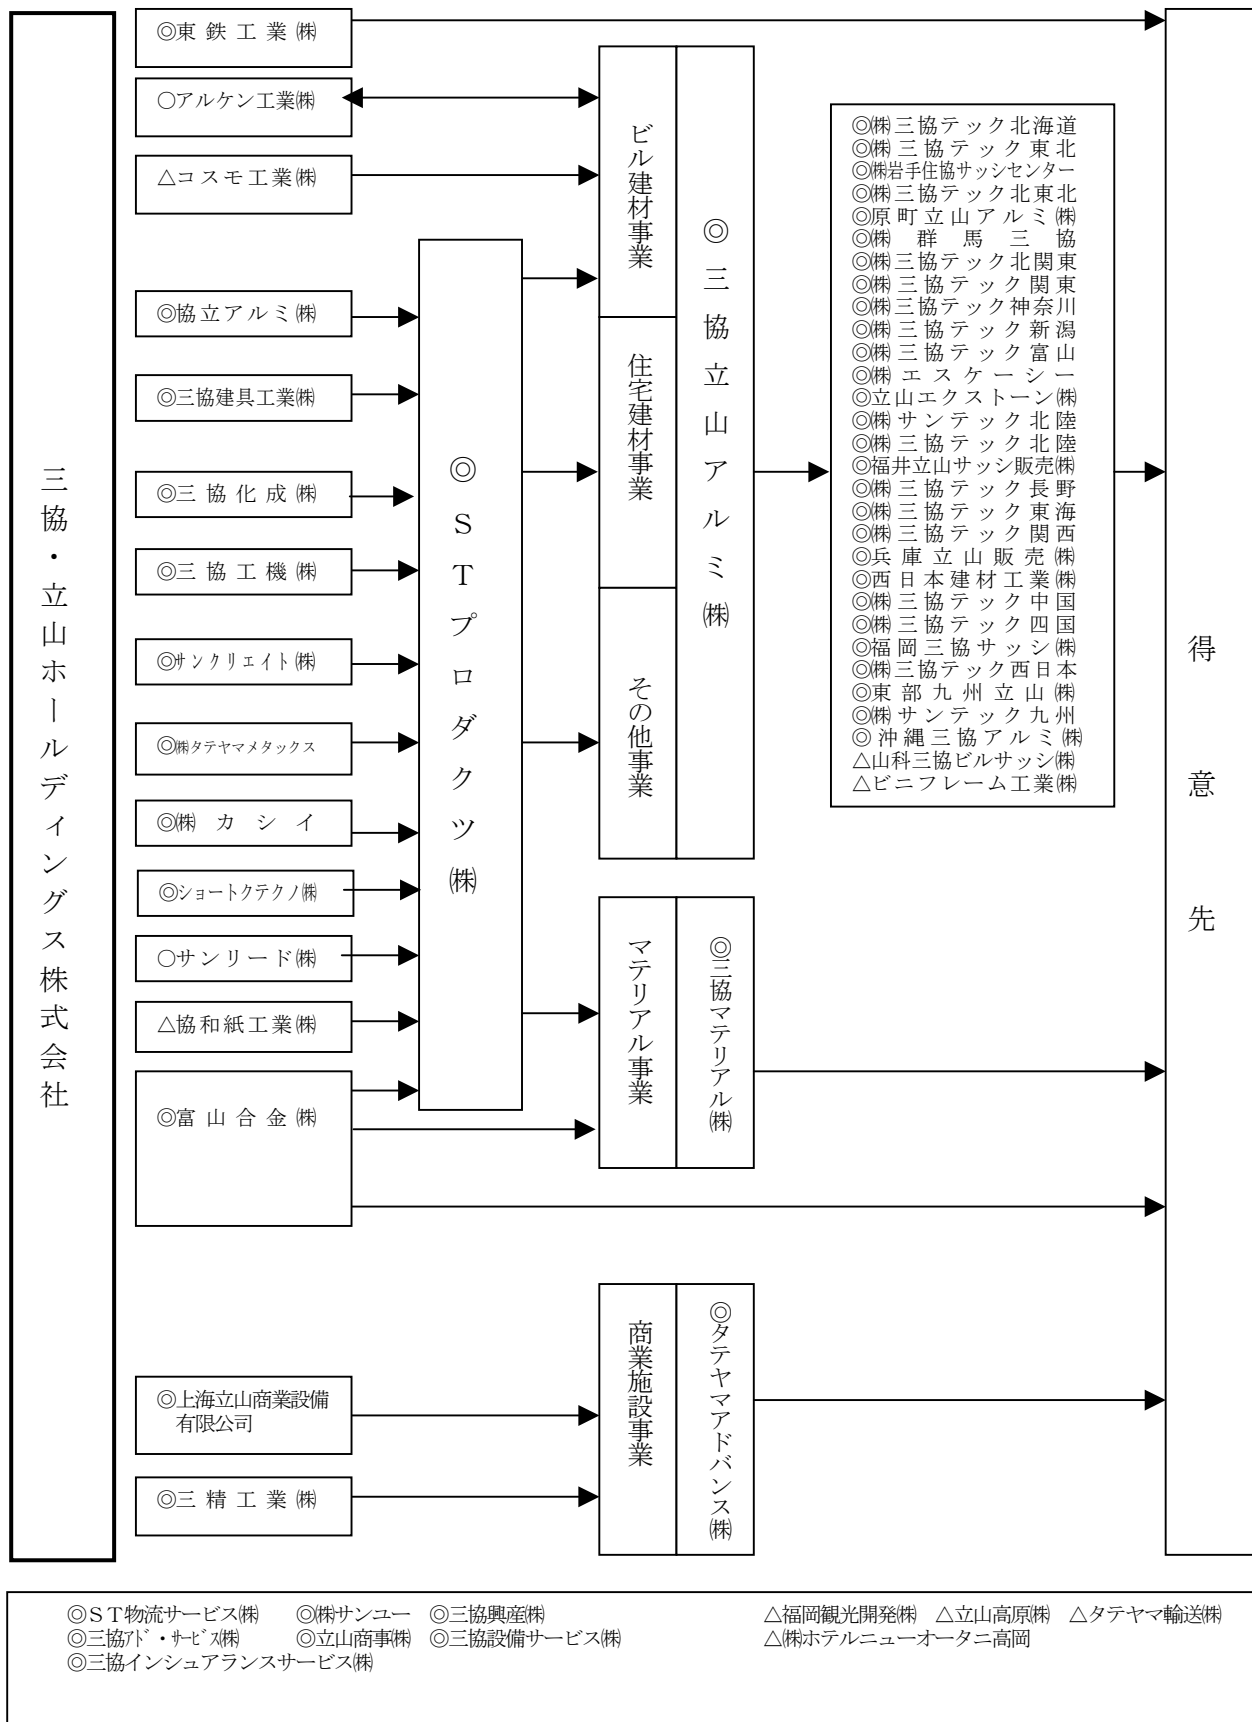 三協・立山ホールディングス株式会社
◎東鉄工業㈱
○アルケン工業㈱
△コスモ工業㈱
◎協立アルミ㈱
◎三協建具工業㈱
◎三協化成㈱
◎三協工機㈱
◎サンクリエイト㈱
◎㈱タテヤマメタックス
◎㈱カシイ
◎ショートクテクノ㈱
○サンリード㈱
△協和紙工業㈱
◎富山合金㈱
◎上海立山商業設備
有限公司
◎三精工業㈱
◎STプロダクツ㈱
ビル建材事業
住宅建材事業
その他事業
◎三協立山アルミ㈱
マテリアル事業
◎三協マテリアル㈱
商業施設事業
◎タテヤマアドバンス㈱
◎㈱三協テック北海道
◎㈱三協テック東北
◎㈱岩手住協サッシセンター
◎㈱三協テック北東北
◎原町立山アルミ㈱
◎㈱群馬三協
◎㈱三協テック北関東
◎㈱三協テック関東
◎㈱三協テック神奈川
◎㈱三協テック新潟
◎㈱三協テック富山
◎㈱エスケーシー
◎立山エクストーン㈱
◎㈱サンテック北陸
◎㈱三協テック北陸
◎福井立山サッシ販売㈱
◎㈱三協テック長野
◎㈱三協テック東海
◎㈱三協テック関西
◎兵庫立山販売㈱
◎西日本建材工業㈱
◎㈱三協テック中国
◎㈱三協テック四国
◎福岡三協サッシ㈱
◎㈱三協テック西日本
◎東部九州立山㈱
◎㈱サンテック九州
◎沖縄三協アルミ㈱
△山科三協ビルサッシ㈱
△ビニフレーム工業㈱
得意先
◎ST物流サービス㈱ ◎㈱サンユー ◎三協興産㈱ △福岡観光開発㈱ △立山高原㈱ △タテヤマ輸送㈱
◎三協アド・サービス㈱ ◎立山商事㈱ ◎三協設備サービス㈱ △㈱ホテルニューオータニ高岡
◎三協インシュアランスサービス㈱